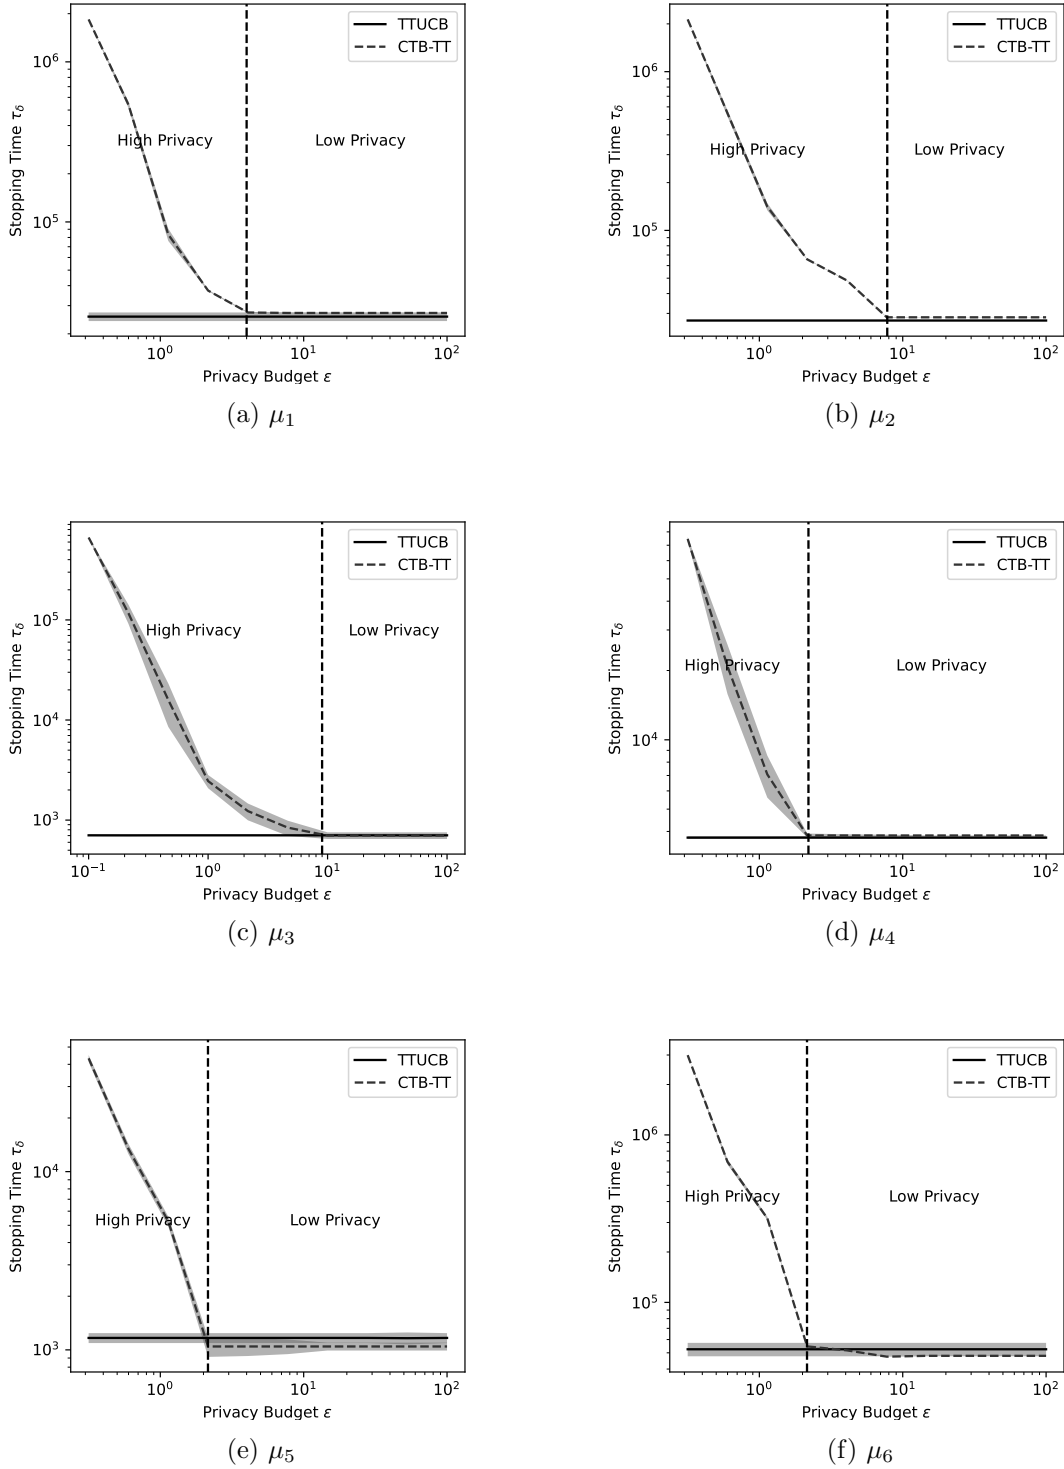 TTUCB
CTB-TT
High Privacy
Low Privacy
Stopping Time τ_δ
10^6
10^5
10^0
10^1
10^2
Privacy Budget ε
(a) μ_1
TTUCB
CTB-TT
High Privacy
Low Privacy
Stopping Time τ_δ
10^6
10^5
10^0
10^1
10^2
Privacy Budget ε
(b) μ_2
TTUCB
CTB-TT
High Privacy
Low Privacy
Stopping Time τ_δ
10^5
10^4
10^3
10^−1
10^0
10^1
10^2
Privacy Budget ε
(c) μ_3
TTUCB
CTB-TT
High Privacy
Low Privacy
Stopping Time τ_δ
10^4
10^0
10^1
10^2
Privacy Budget ε
(d) μ_4
TTUCB
CTB-TT
High Privacy
Low Privacy
Stopping Time τ_δ
10^4
10^3
10^0
10^1
10^2
Privacy Budget ε
(e) μ_5
TTUCB
CTB-TT
High Privacy
Low Privacy
Stopping Time τ_δ
10^6
10^5
10^0
10^1
10^2
Privacy Budget ε
(f) μ_6